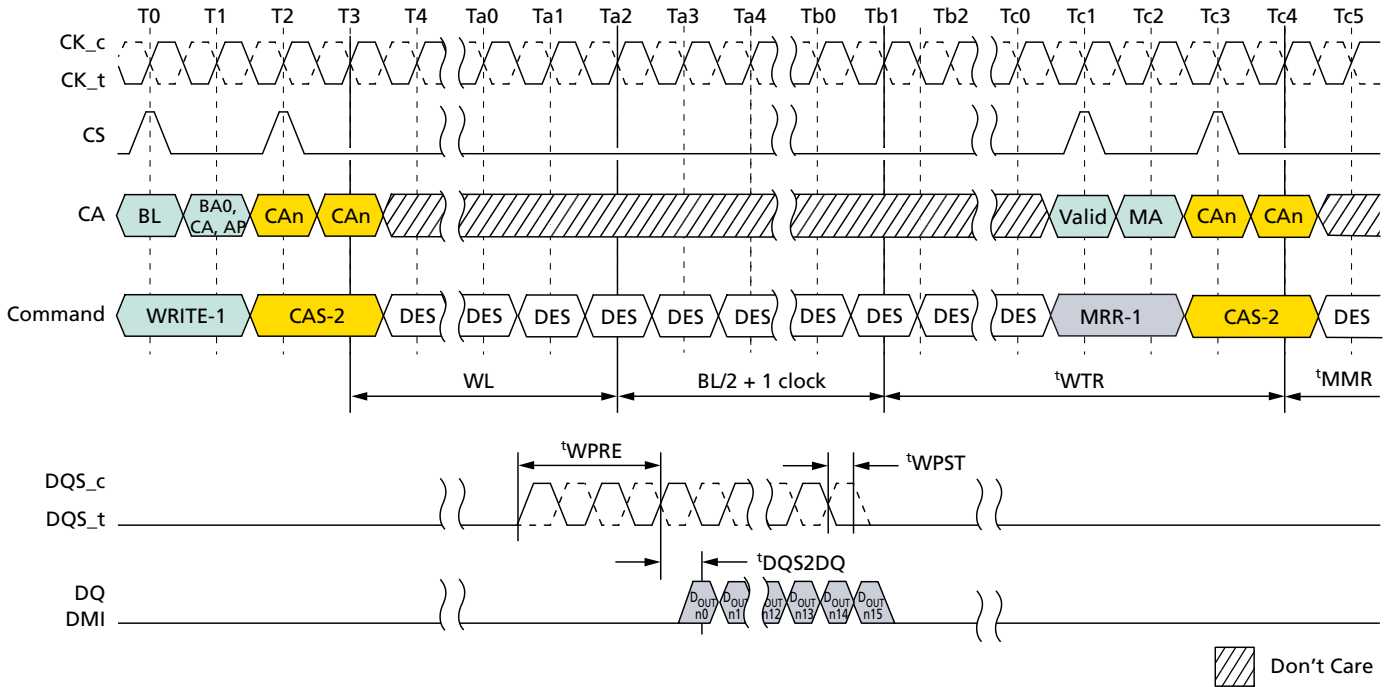 T0 T1 T2 T3 T4 Ta0 Ta1 Ta2 Ta3 Ta4 Tb0 Tb1 Tb2 Tc0 Tc1 Tc2 Tc3 Tc4 Tc5
CK_c
CK_t
CS
CA BL BA0, CA, AP CAn CAn Valid MA CAn CAn
Command WRITE-1 CAS-2 DES DES DES DES DES DES DES DES DES DES MRR-1 CAS-2 DES
WL BL/2 + 1 clock tWTR tMMR
tWPRE tWPST
DQS_c
DQS_t
tDQS2DQ
DQ
DMI
DOUT n0 DOUT n1 DOUT n12 DOUT n13 DOUT n14 DOUT n15
Don't Care